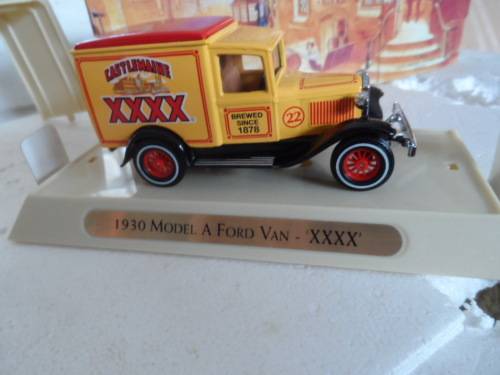 CASTLEMAINE
XXXX
BREWED
SINCE
1878
22
1930 MODEL A FORD VAN - 'XXXX'